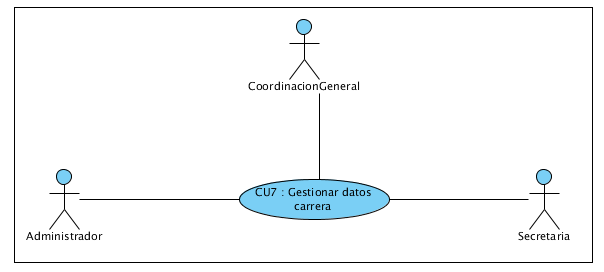 CoordinacionGeneral
CU7 : Gestionar datos
carrera
Administrador
Secretaria